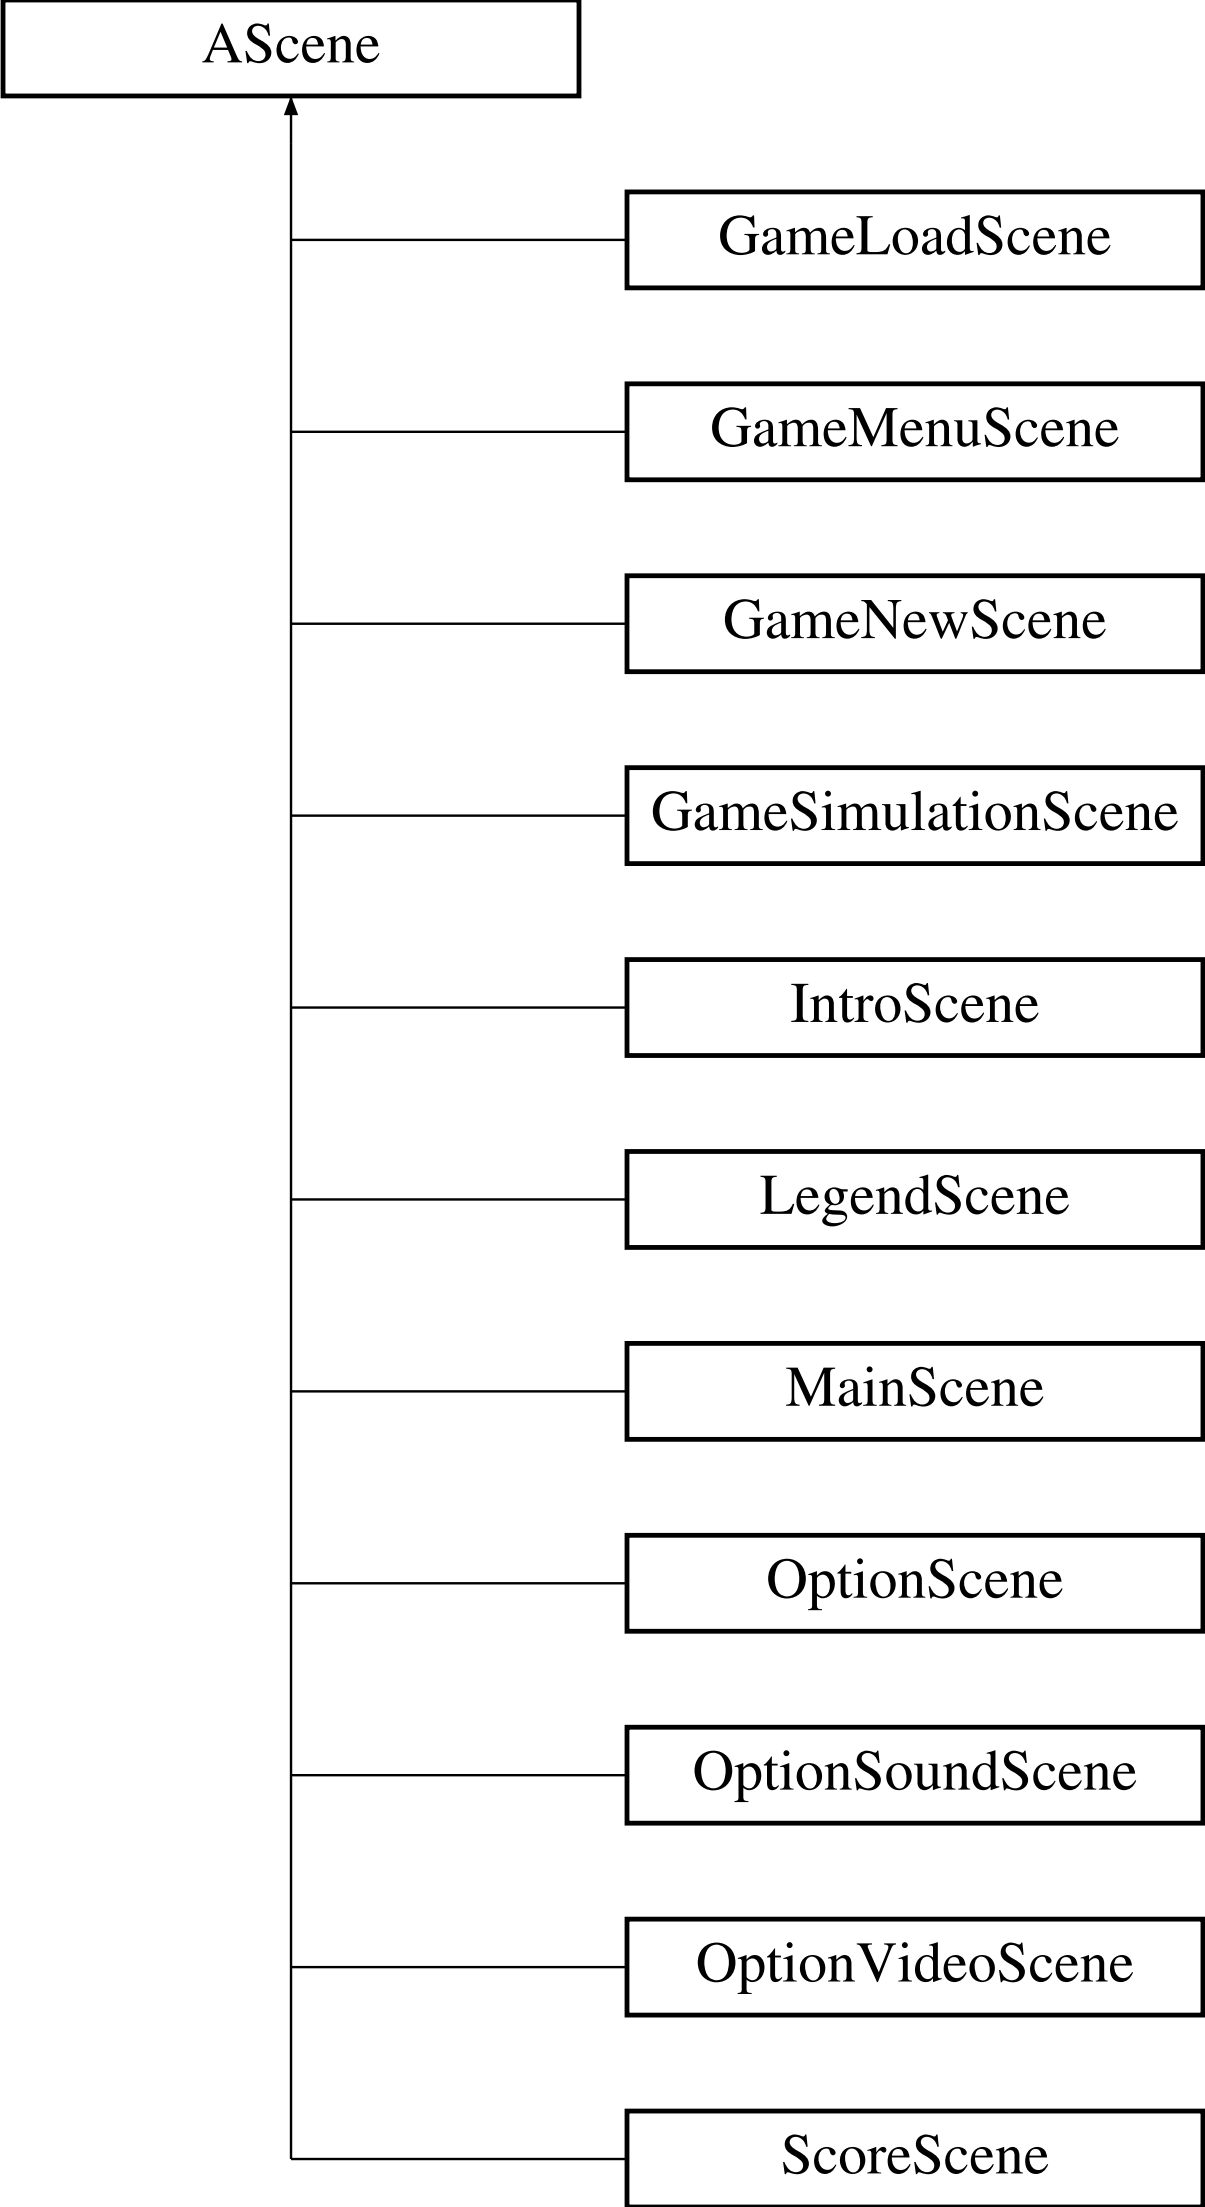 AScene
GameLoadScene
GameMenuScene
GameNewScene
GameSimulationScene
IntroScene
LegendScene
MainScene
OptionScene
OptionSoundScene
OptionVideoScene
ScoreScene